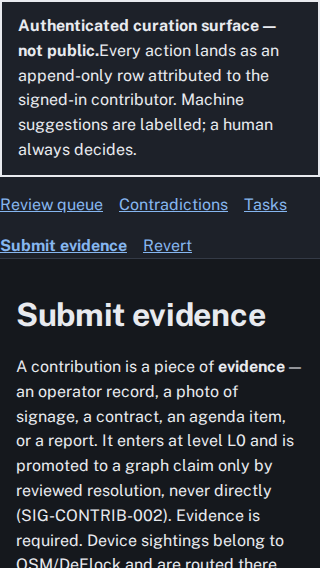 Authenticated curation surface —
not public.Every action lands as an
append-only row attributed to the
signed-in contributor. Machine
suggestions are labelled; a human
always decides.
Review queue Contradictions Tasks
Submit evidence Revert
Submit evidence
A contribution is a piece of evidence —
an operator record, a photo of
signage, a contract, an agenda item,
or a report. It enters at level L0 and is
promoted to a graph claim only by
reviewed resolution, never directly
(SIG-CONTRIB-002). Evidence is
required. Device sightings belong to
OSM/DeFlock and are routed there